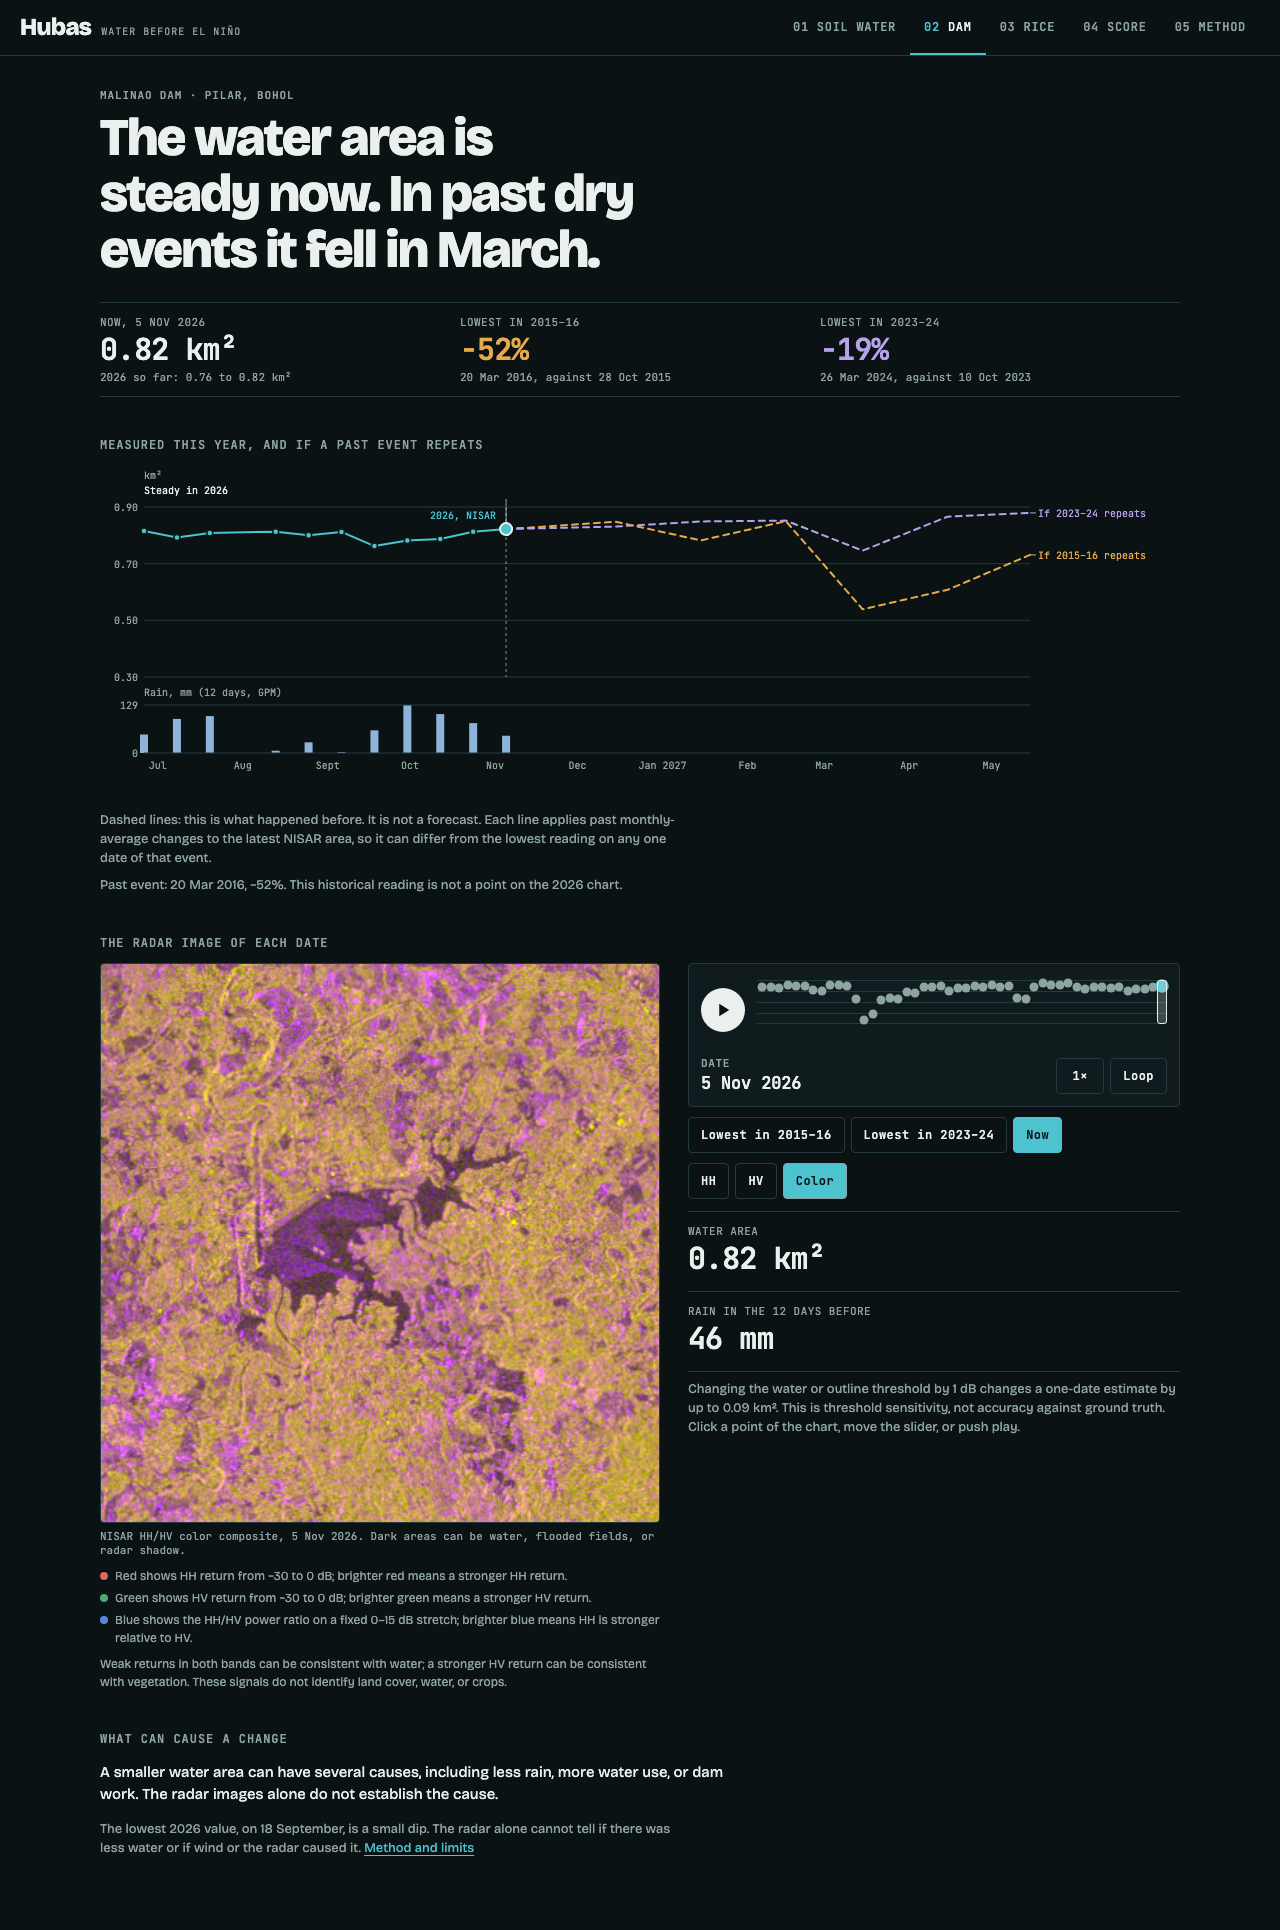 Hubas WATER BEFORE EL NIÑO
01 SOIL WATER
02 DAM
03 RICE
04 SCORE
05 METHOD
MALINAO DAM · PILAR, BOHOL
The water area is
steady now. In past dry
events it fell in March.
NOW, 5 NOV 2026
0.82 km²
2026 so far: 0.76 to 0.82 km²
LOWEST IN 2015–16
-52%
20 Mar 2016, against 28 Oct 2015
LOWEST IN 2023–24
-19%
26 Mar 2024, against 10 Oct 2023
MEASURED THIS YEAR, AND IF A PAST EVENT REPEATS
km²
Steady in 2026
0.90
2026, NISAR
If 2023–24 repeats
If 2015–16 repeats
0.70
0.50
0.30
Rain, mm (12 days, GPM)
129
0
Jul Aug Sept Oct Nov Dec Jan 2027 Feb Mar Apr May
Dashed lines: this is what happened before. It is not a forecast. Each line applies past monthly-
average changes to the latest NISAR area, so it can differ from the lowest reading on any one
date of that event.
Past event: 20 Mar 2016, -52%. This historical reading is not a point on the 2026 chart.
THE RADAR IMAGE OF EACH DATE
DATE
5 Nov 2026
1×
Loop
Lowest in 2015–16
Lowest in 2023–24
Now
HH
HV
Color
WATER AREA
0.82 km²
RAIN IN THE 12 DAYS BEFORE
46 mm
Changing the water or outline threshold by 1 dB changes a one-date estimate by
up to 0.09 km². This is threshold sensitivity, not accuracy against ground truth.
Click a point of the chart, move the slider, or push play.
NISAR HH/HV color composite, 5 Nov 2026. Dark areas can be water, flooded fields, or
radar shadow.
Red shows HH return from -30 to 0 dB; brighter red means a stronger HH return.
Green shows HV return from -30 to 0 dB; brighter green means a stronger HV return.
Blue shows the HH/HV power ratio on a fixed 0–15 dB stretch; brighter blue means HH is stronger
relative to HV.
Weak returns in both bands can be consistent with water; a stronger HV return can be consistent
with vegetation. These signals do not identify land cover, water, or crops.
WHAT CAN CAUSE A CHANGE
A smaller water area can have several causes, including less rain, more water use, or dam
work. The radar images alone do not establish the cause.
The lowest 2026 value, on 18 September, is a small dip. The radar alone cannot tell if there was
less water or if wind or the radar caused it. Method and limits